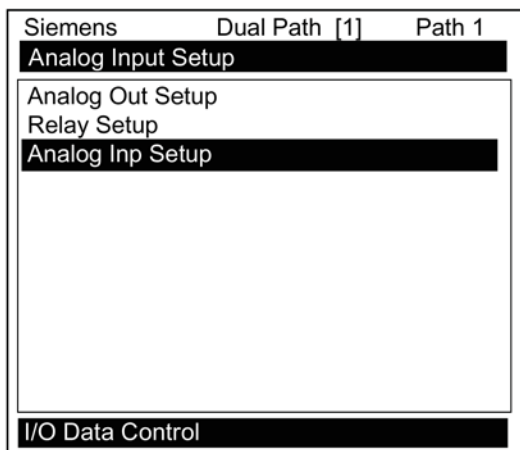 Siemens Dual Path [1] Path 1
Analog Input Setup
Analog Out Setup
Relay Setup
Analog Inp Setup
I/O Data Control